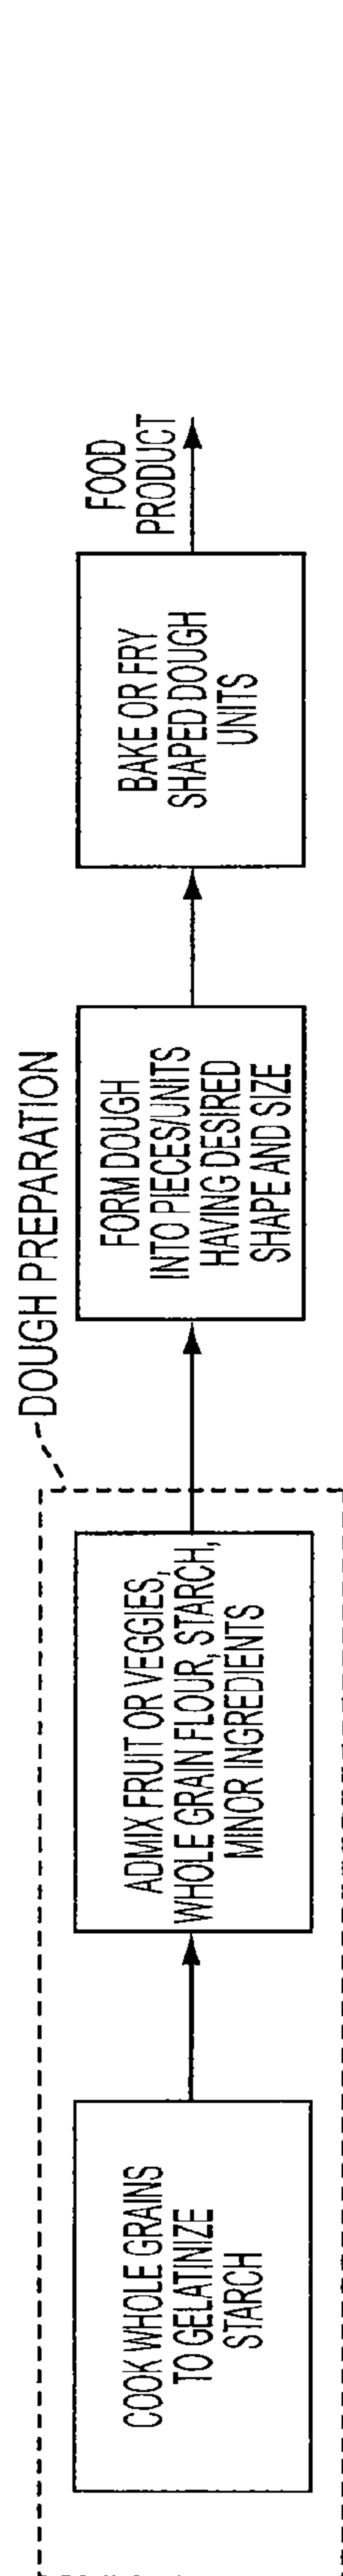 DOUGH PREPARATION
COOK WHOLE GRAINS
TO GELATINIZE
STARCH
ADMIX FRUIT OR VEGGIES,
WHOLE GRAIN FLOUR, STARCH,
MINOR INGREDIENTS
FORM DOUGH
INTO PIECES/UNITS
HAVING DESIRED
SHAPE AND SIZE
BAKE OR FRY
SHAPED DOUGH
UNITS
FOOD
PRODUCT